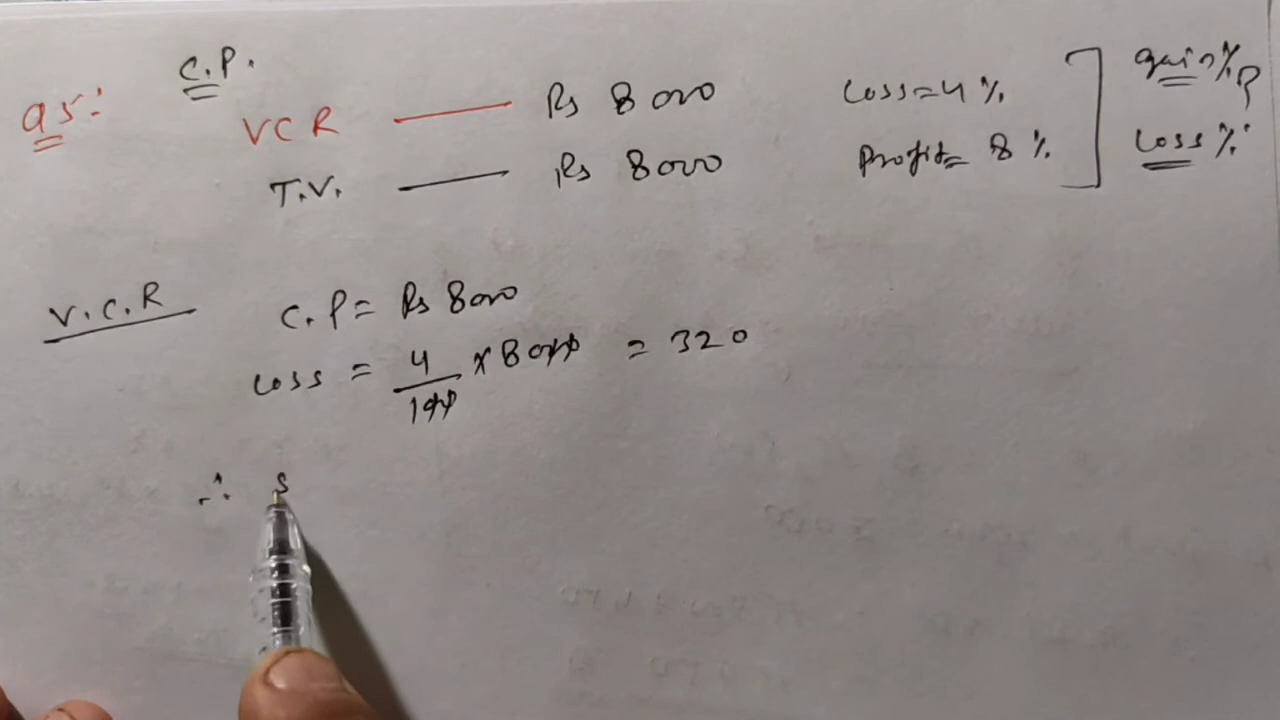 Q5:
C.P.
VCR — Rs 8000 Loss=4% gain%?
T.V. — Rs 8000 Profit= 8% Loss%
V.C.R C.P= Rs 8000
Loss = 4/100 × 8000 = 320
∴ S